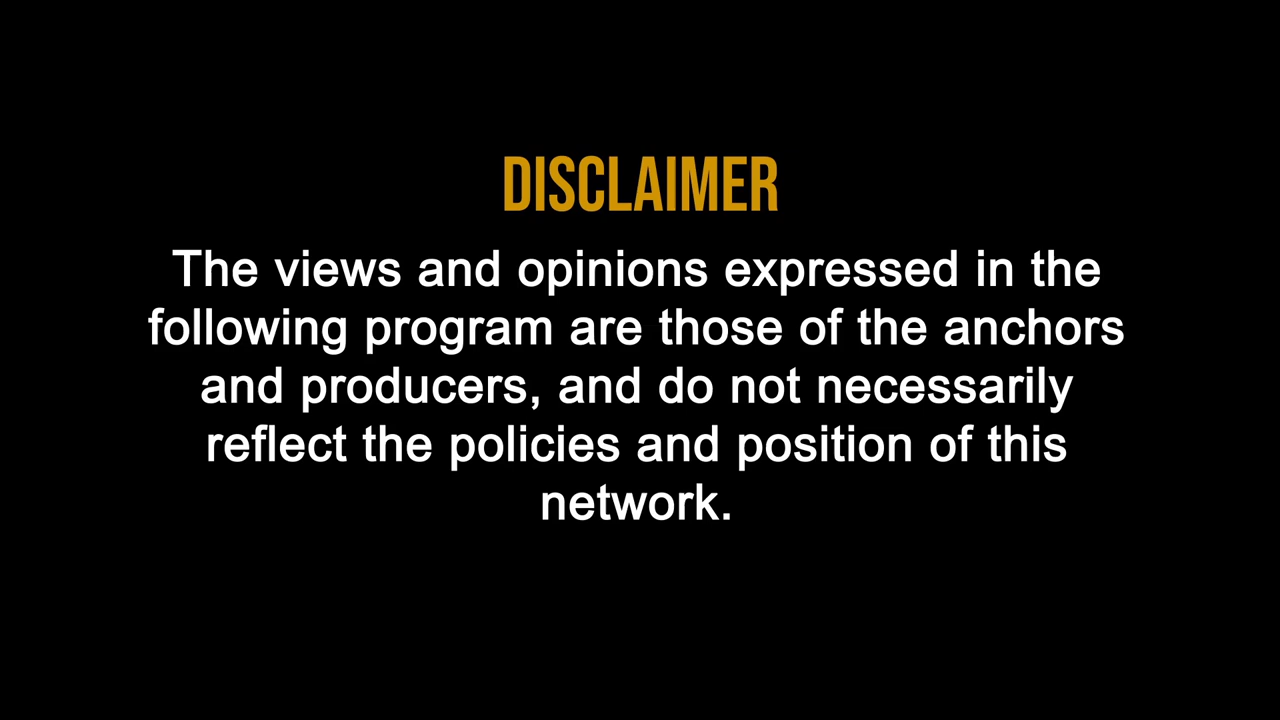 DISCLAIMER
The views and opinions expressed in the
following program are those of the anchors
and producers, and do not necessarily
reflect the policies and position of this
network.